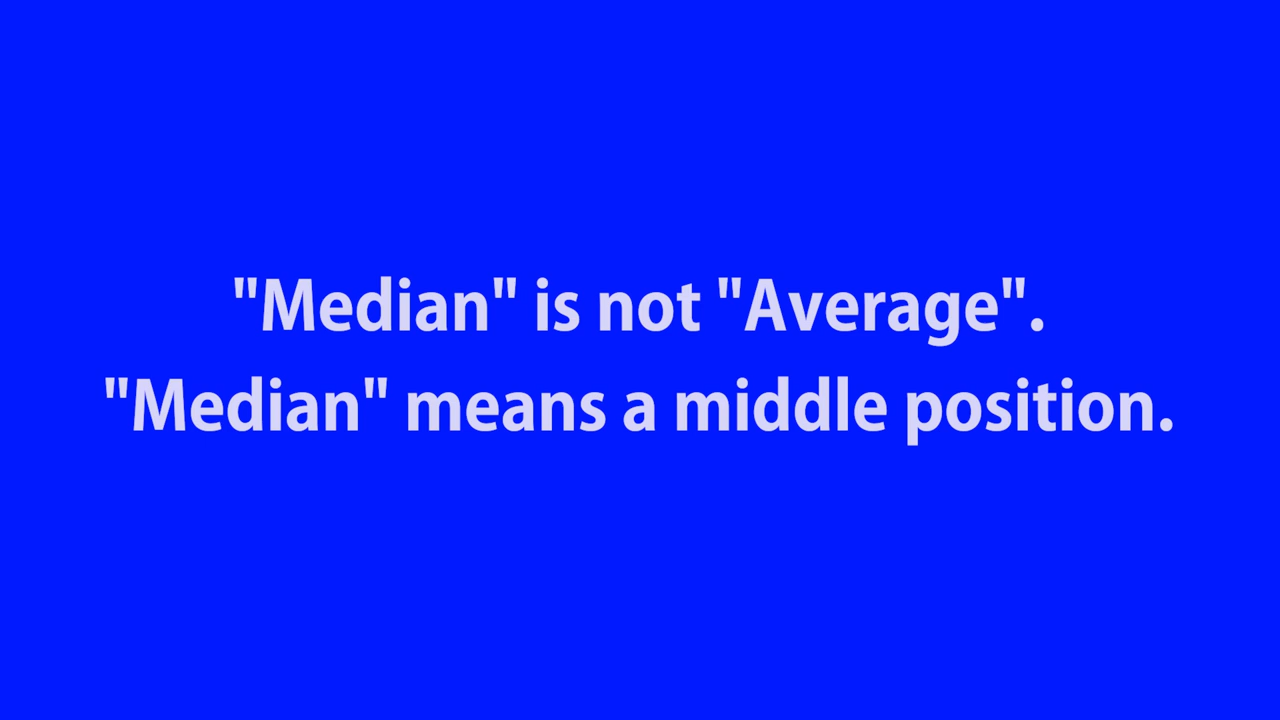 "Median" is not "Average".
"Median" means a middle position.